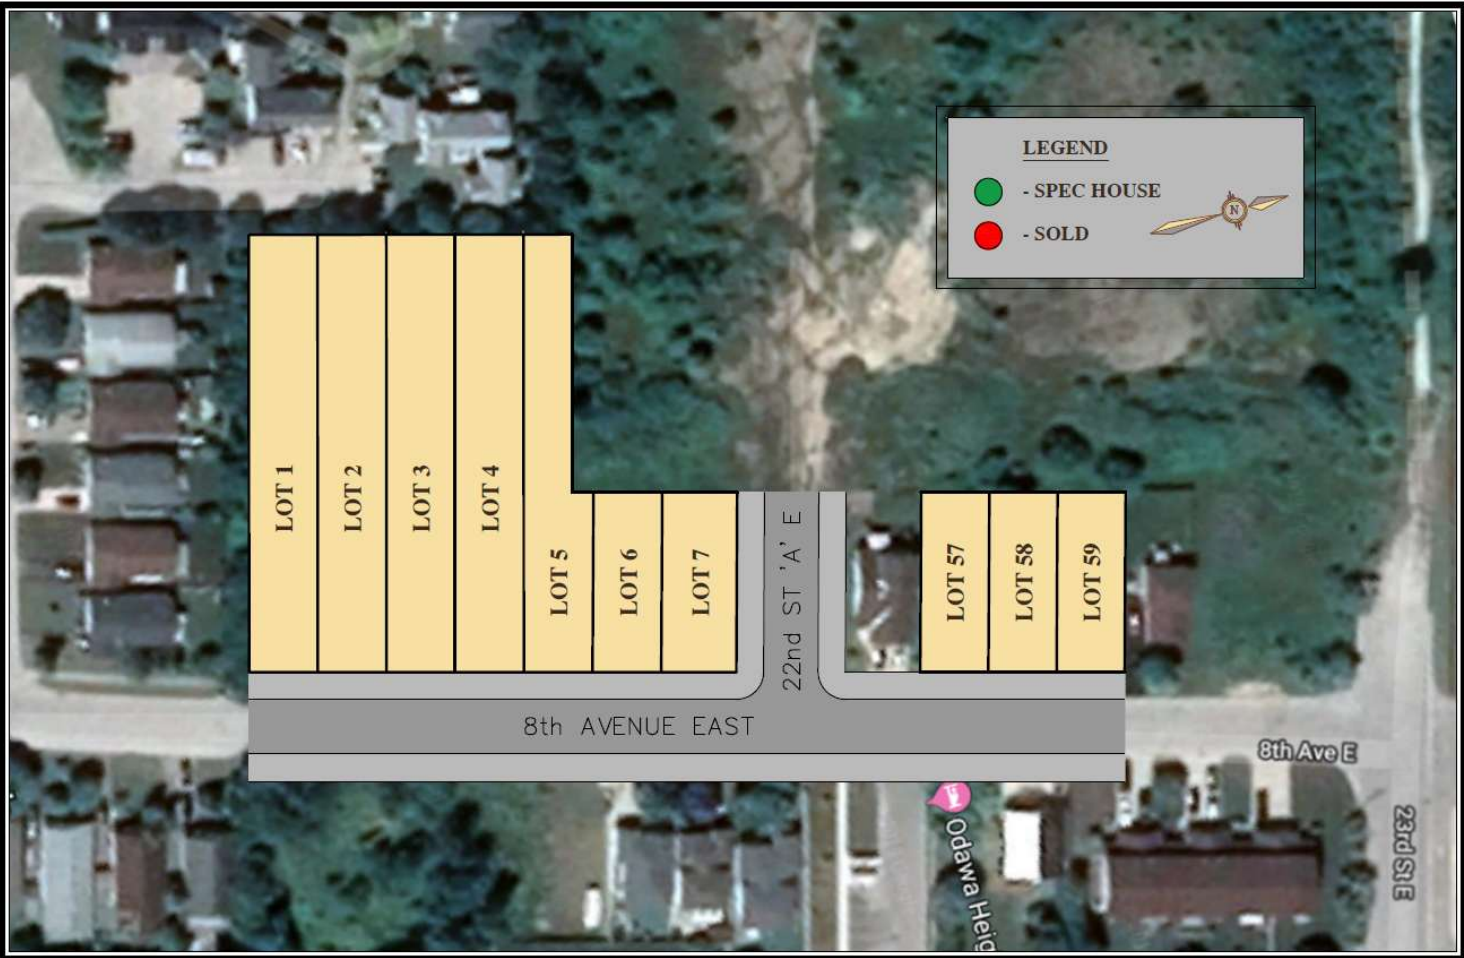 LEGEND
- SPEC HOUSE
- SOLD
N
LOT 1
LOT 2
LOT 3
LOT 4
LOT 5
LOT 6
LOT 7
22nd ST 'A' E
LOT 57
LOT 58
LOT 59
8th AVENUE EAST
8th Ave E
23rd St E
Odawa Heig